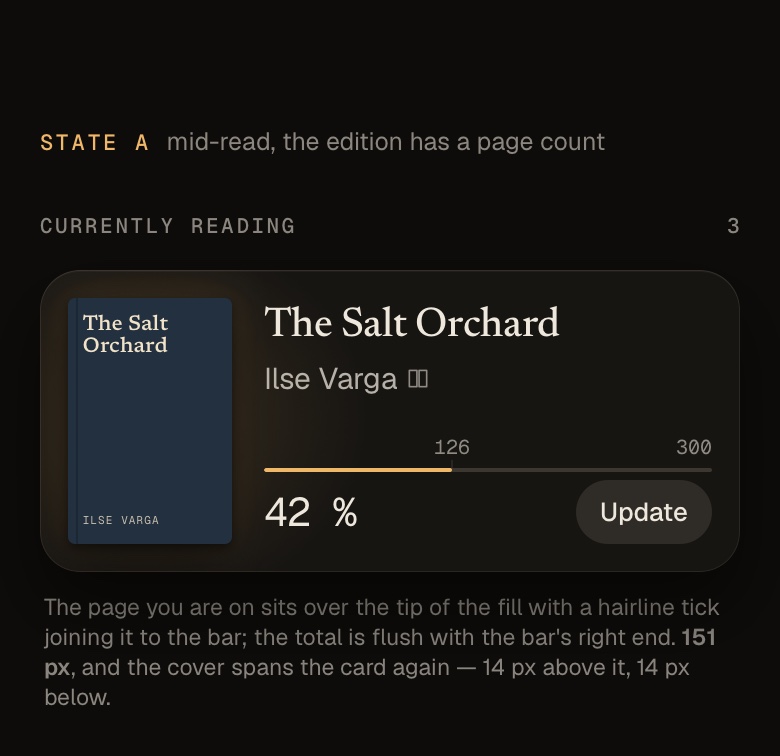 STATE A mid-read, the edition has a page count
CURRENTLY READING 3
The Salt
Orchard
ILSE VARGA
The Salt Orchard
Ilse Varga
126 300
42 %
Update
The page you are on sits over the tip of the fill with a hairline tick
joining it to the bar; the total is flush with the bar's right end. 151
px, and the cover spans the card again — 14 px above it, 14 px
below.